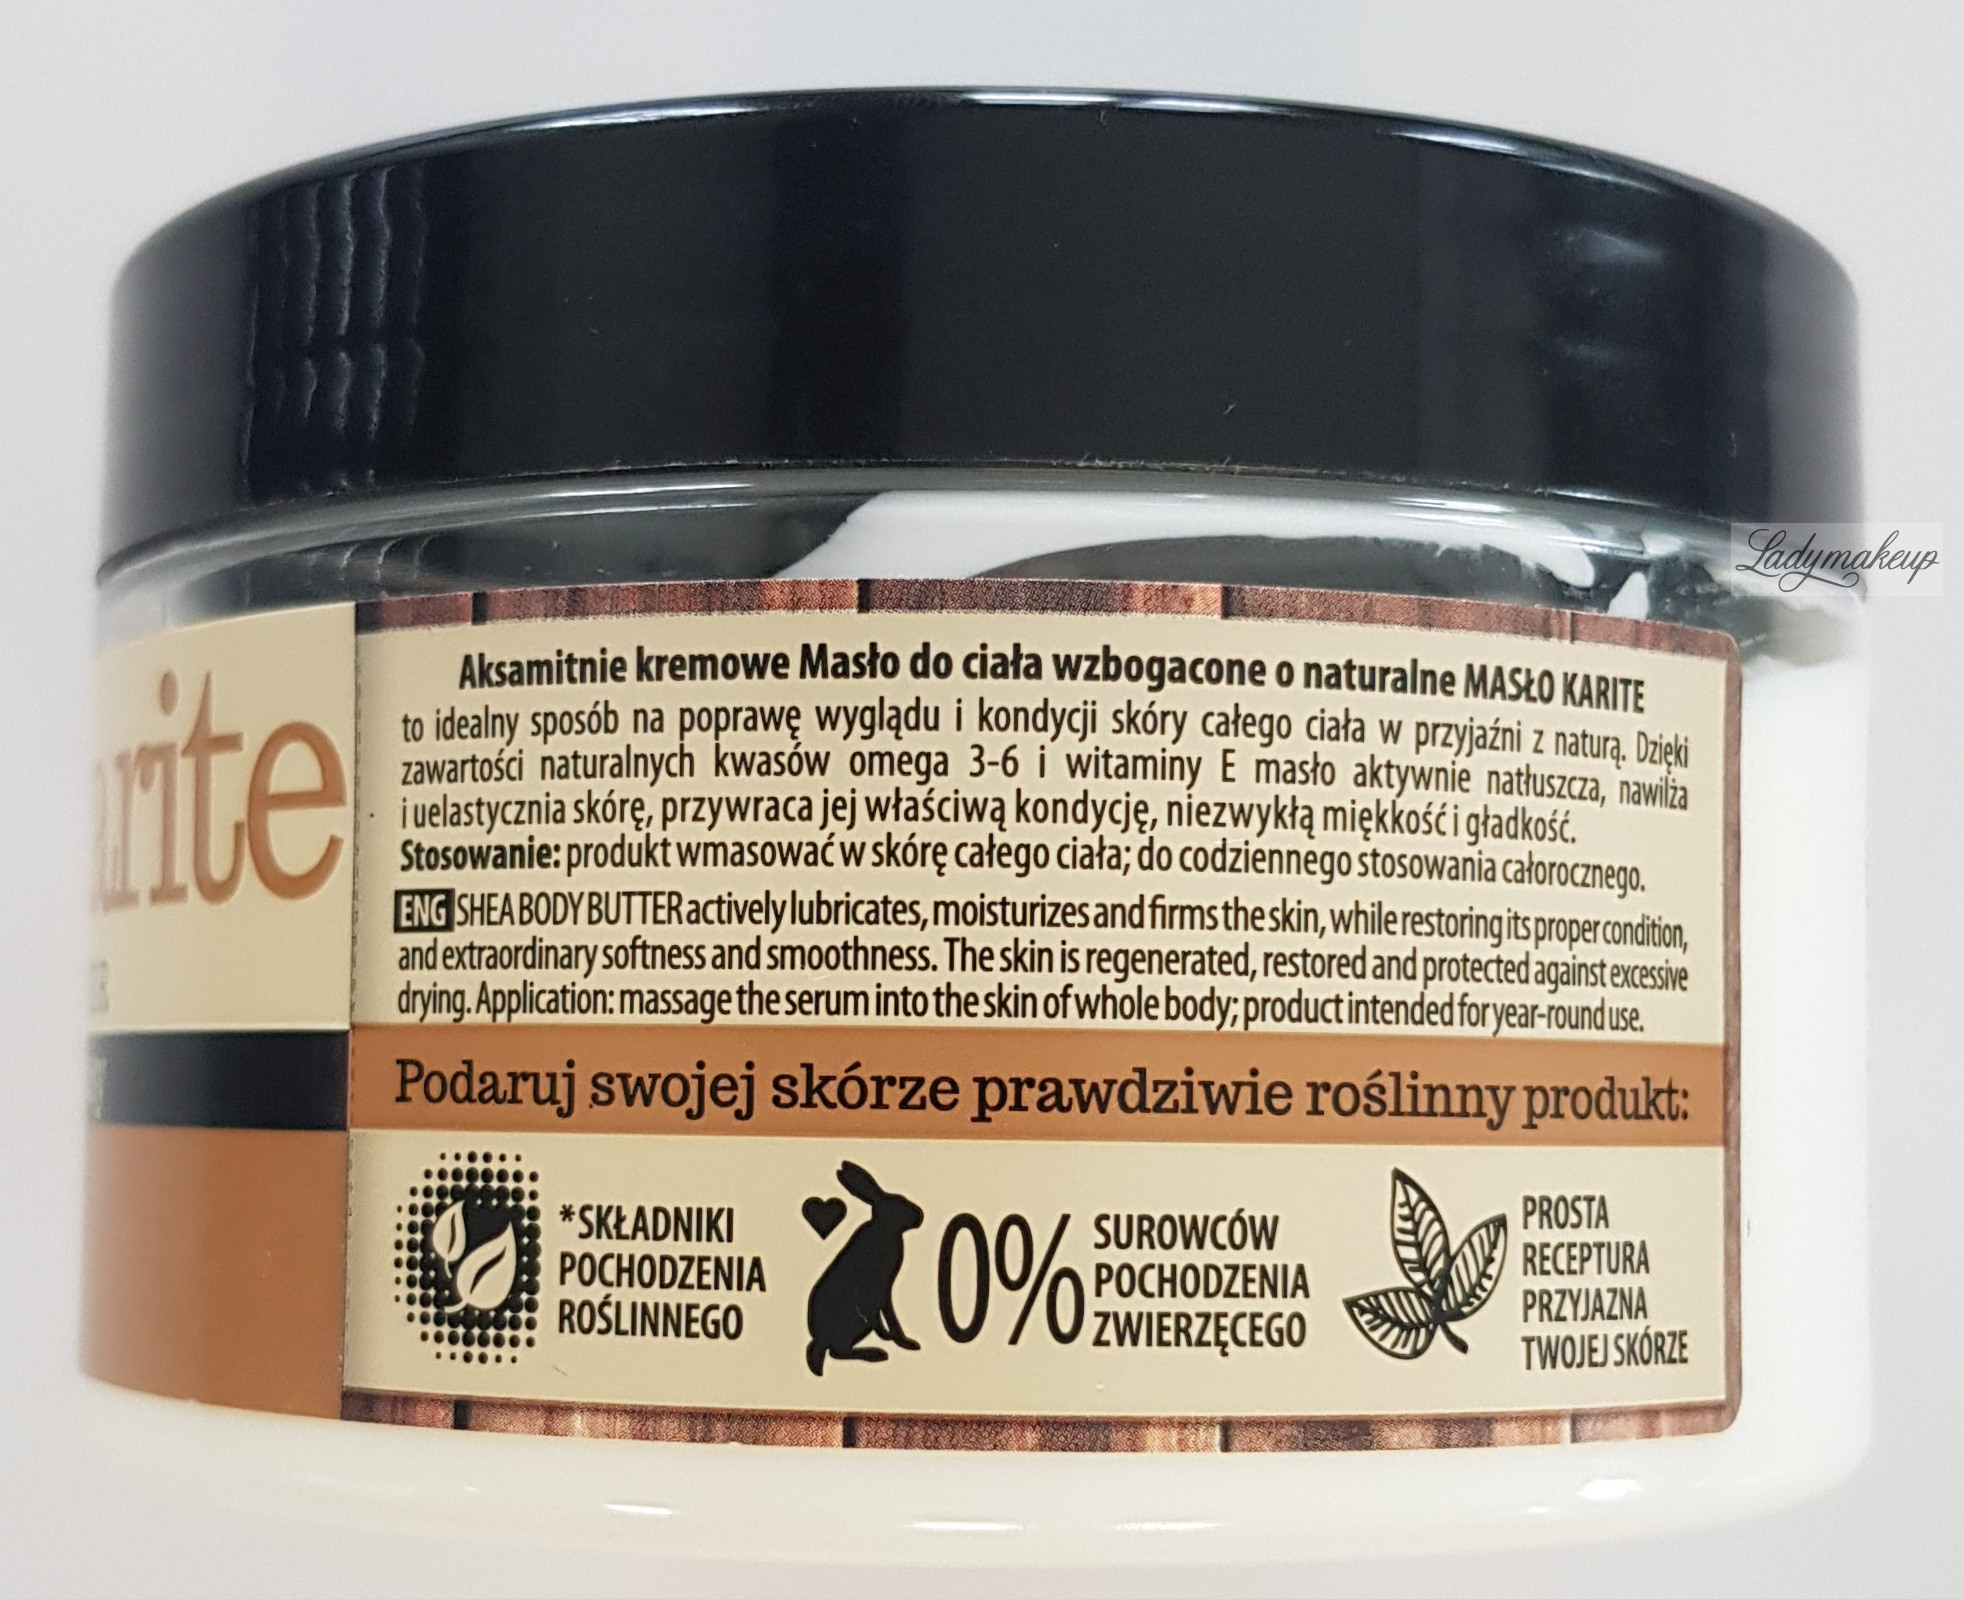 Ladymakeup
arite
Aksamitnie kremowe Masło do ciała wzbogacone o naturalne MASŁO KARITE
to idealny sposób na poprawę wyglądu i kondycji skóry całego ciała w przyjaźni z naturą. Dzięki
zawartości naturalnych kwasów omega 3-6 i witaminy E masło aktywnie natłuszcza, nawilża
i uelastycznia skórę, przywraca jej właściwą kondycję, niezwykłą miękkość i gładkość.
Stosowanie: produkt wmasować w skórę całego ciała; do codziennego stosowania całorocznego.
ENG SHEA BODY BUTTER actively lubricates, moisturizes and firms the skin, while restoring its proper condition,
and extraordinary softness and smoothness. The skin is regenerated, restored and protected against excessive
drying. Application: massage the serum into the skin of whole body; product intended for year-round use.
Podaruj swojej skórze prawdziwie roślinny produkt:
*SKŁADNIKI
POCHODZENIA
ROŚLINNEGO
0%
SUROWCÓW
POCHODZENIA
ZWIERZĘCEGO
PROSTA
RECEPTURA
PRZYJAZNA
TWOJEJ SKÓRZE